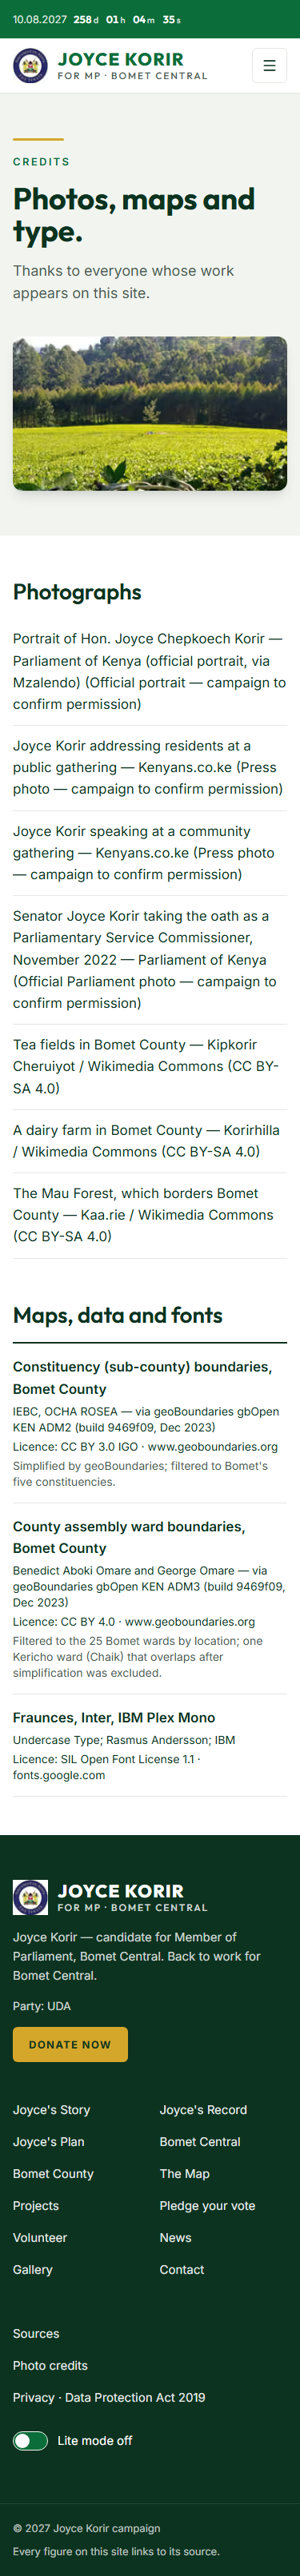 10.08.2027 258 d 01 h 04 m 35 s
JOYCE KORIR
FOR MP · BOMET CENTRAL
CREDITS
Photos, maps and
type.
Thanks to everyone whose work
appears on this site.
Photographs
Portrait of Hon. Joyce Chepkoech Korir —
Parliament of Kenya (official portrait, via
Mzalendo) (Official portrait — campaign to
confirm permission)
Joyce Korir addressing residents at a
public gathering — Kenyans.co.ke (Press
photo — campaign to confirm permission)
Joyce Korir speaking at a community
gathering — Kenyans.co.ke (Press photo
— campaign to confirm permission)
Senator Joyce Korir taking the oath as a
Parliamentary Service Commissioner,
November 2022 — Parliament of Kenya
(Official Parliament photo — campaign to
confirm permission)
Tea fields in Bomet County — Kipkorir
Cheruiyot / Wikimedia Commons (CC BY-
SA 4.0)
A dairy farm in Bomet County — Korirhilla
/ Wikimedia Commons (CC BY-SA 4.0)
The Mau Forest, which borders Bomet
County — Kaa.rie / Wikimedia Commons
(CC BY-SA 4.0)
Maps, data and fonts
Constituency (sub-county) boundaries,
Bomet County
IEBC, OCHA ROSEA — via geoBoundaries gbOpen
KEN ADM2 (build 9469f09, Dec 2023)
Licence: CC BY 3.0 IGO · www.geoboundaries.org
Simplified by geoBoundaries; filtered to Bomet's
five constituencies.
County assembly ward boundaries,
Bomet County
Benedict Aboki Omare and George Omare — via
geoBoundaries gbOpen KEN ADM3 (build 9469f09,
Dec 2023)
Licence: CC BY 4.0 · www.geoboundaries.org
Filtered to the 25 Bomet wards by location; one
Kericho ward (Chaik) that overlaps after
simplification was excluded.
Fraunces, Inter, IBM Plex Mono
Undercase Type; Rasmus Andersson; IBM
Licence: SIL Open Font License 1.1 ·
fonts.google.com
JOYCE KORIR
FOR MP · BOMET CENTRAL
Joyce Korir — candidate for Member of
Parliament, Bomet Central. Back to work for
Bomet Central.
Party: UDA
DONATE NOW
Joyce's Story Joyce's Record
Joyce's Plan Bomet Central
Bomet County The Map
Projects Pledge your vote
Volunteer News
Gallery Contact
Sources
Photo credits
Privacy · Data Protection Act 2019
Lite mode off
© 2027 Joyce Korir campaign
Every figure on this site links to its source.